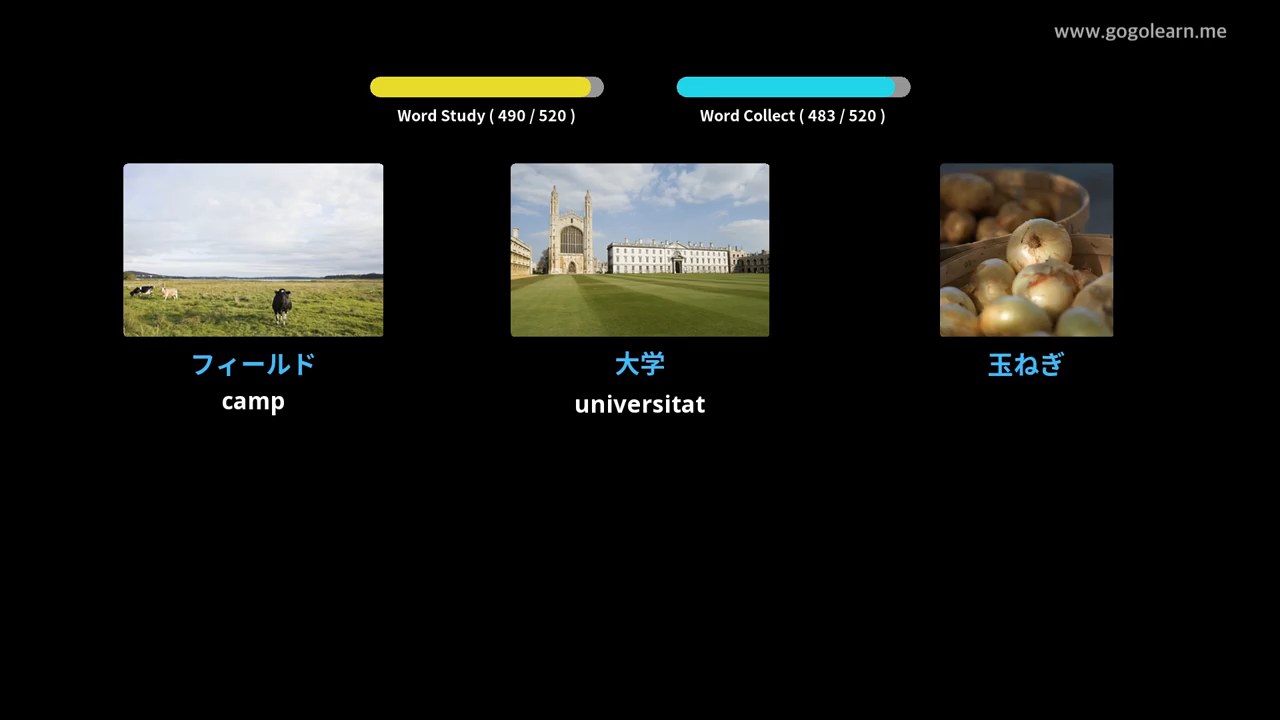 www.gogolearn.me
Word Study ( 490 / 520 )
Word Collect ( 483 / 520 )
フィールド
camp
大学
universitat
玉ねぎ